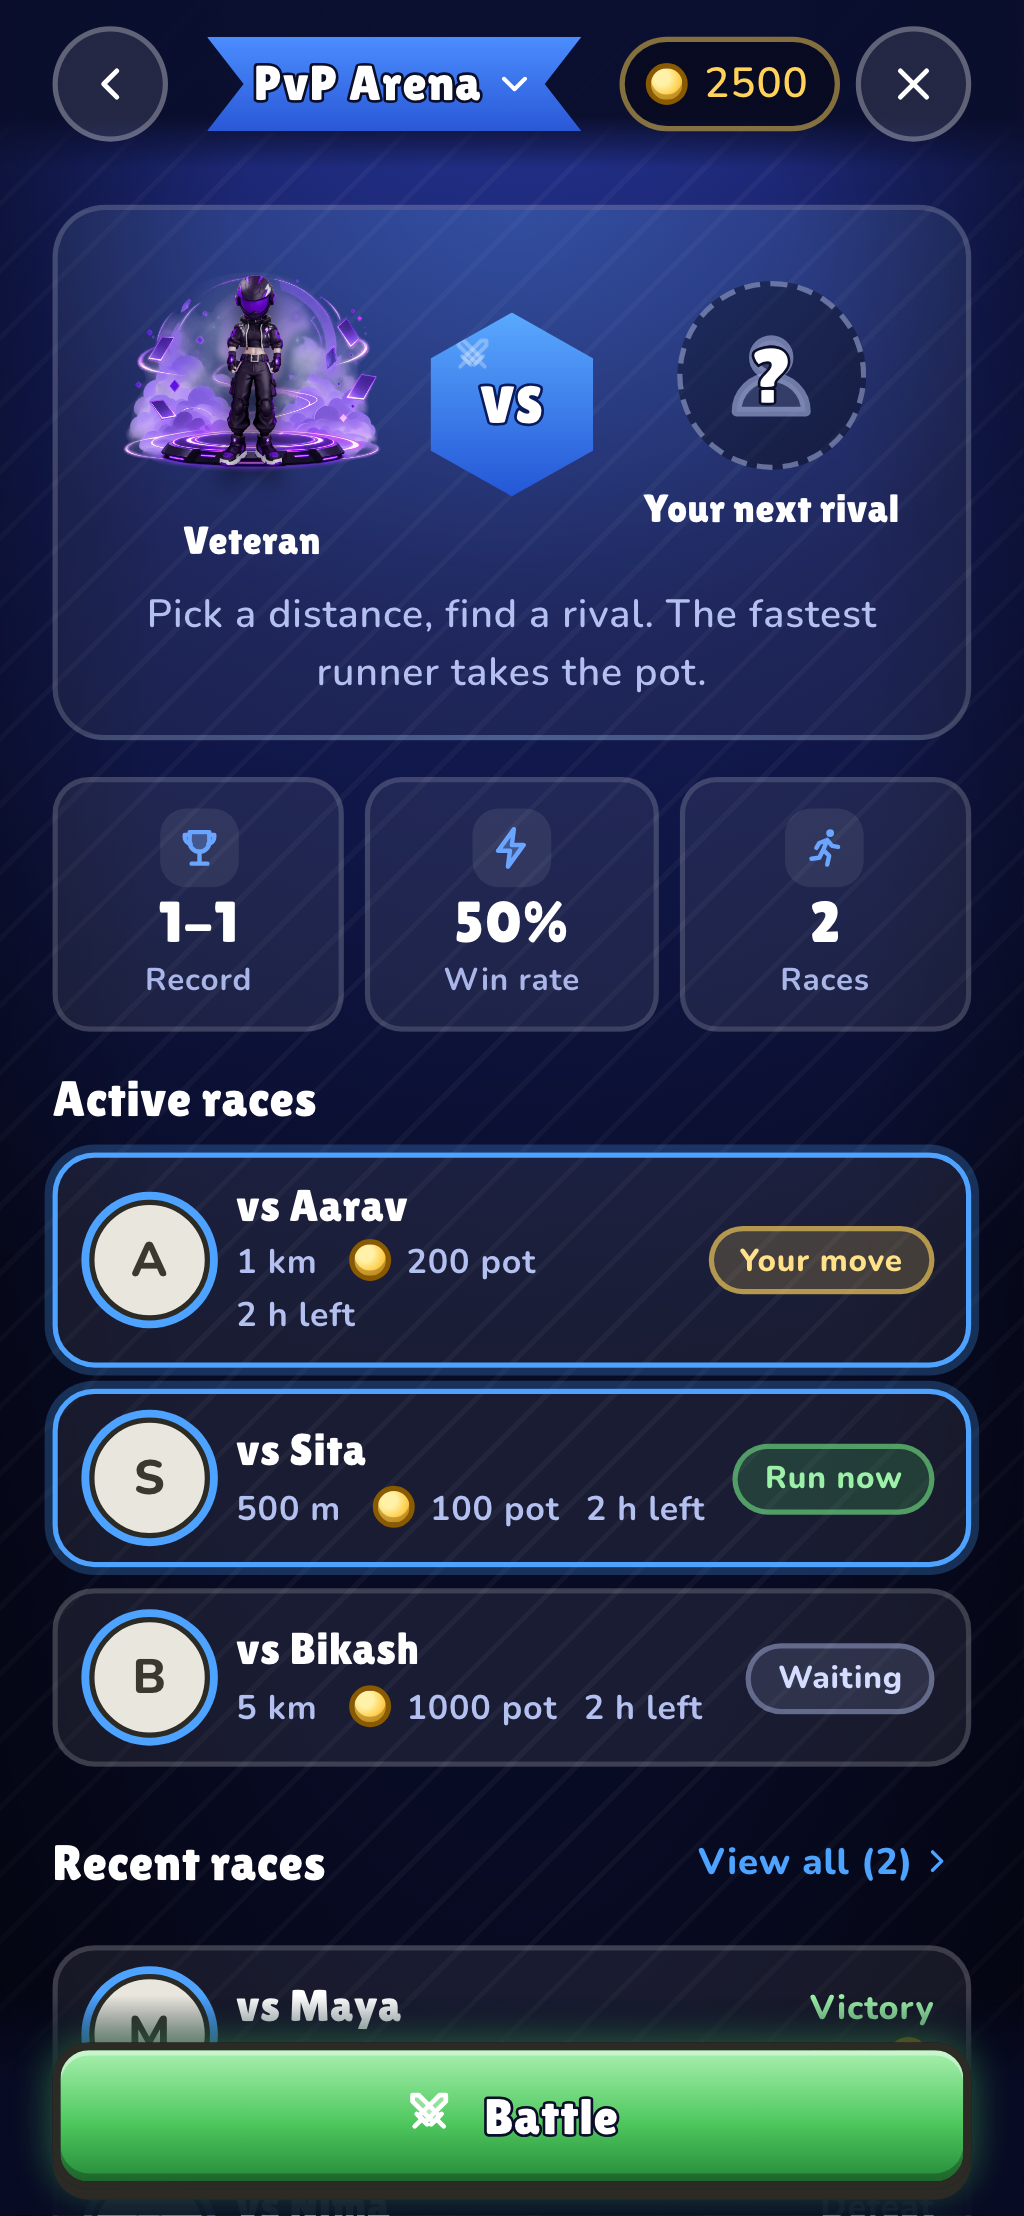 PvP Arena
2500
VS
?
Your next rival
Veteran
Pick a distance, find a rival. The fastest
runner takes the pot.
1–1
Record
50%
Win rate
2
Races
Active races
A
vs Aarav
1 km 200 pot
2 h left
Your move
S
vs Sita
500 m 100 pot 2 h left
Run now
B
vs Bikash
5 km 1000 pot 2 h left
Waiting
Recent races
View all (2)
M
vs Maya
Victory
Battle
vs Nima
Defeat